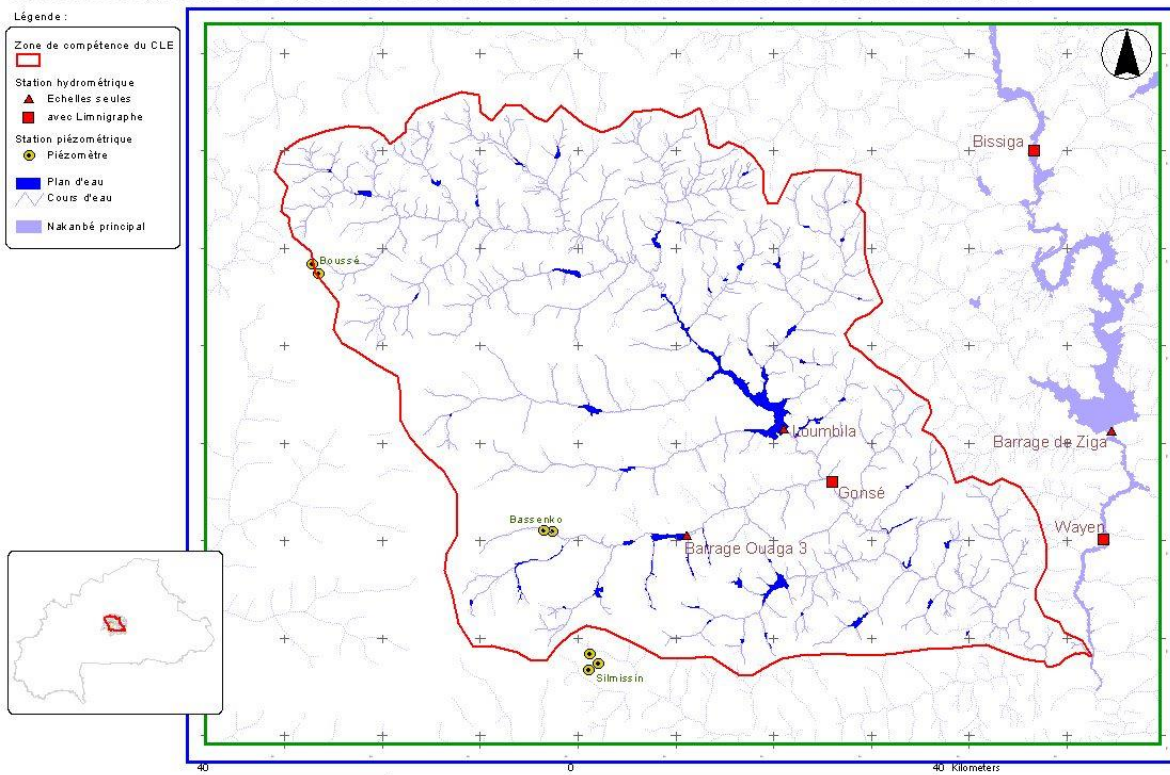 Légende :
Zone de compétence du CLE
Station hydrométrique
Echelles seules
avec Limnigraphe
Station piézométrique
Piézomètre
Plan d'eau
Cours d'eau
Nakanbé principal
Bissiga
Boussé
Loumbila
Barrage de Ziga
Gonsé
Bassenko
Wayen
Barrage Ouaga 3
Silmissin
40 0 40 Kilometers